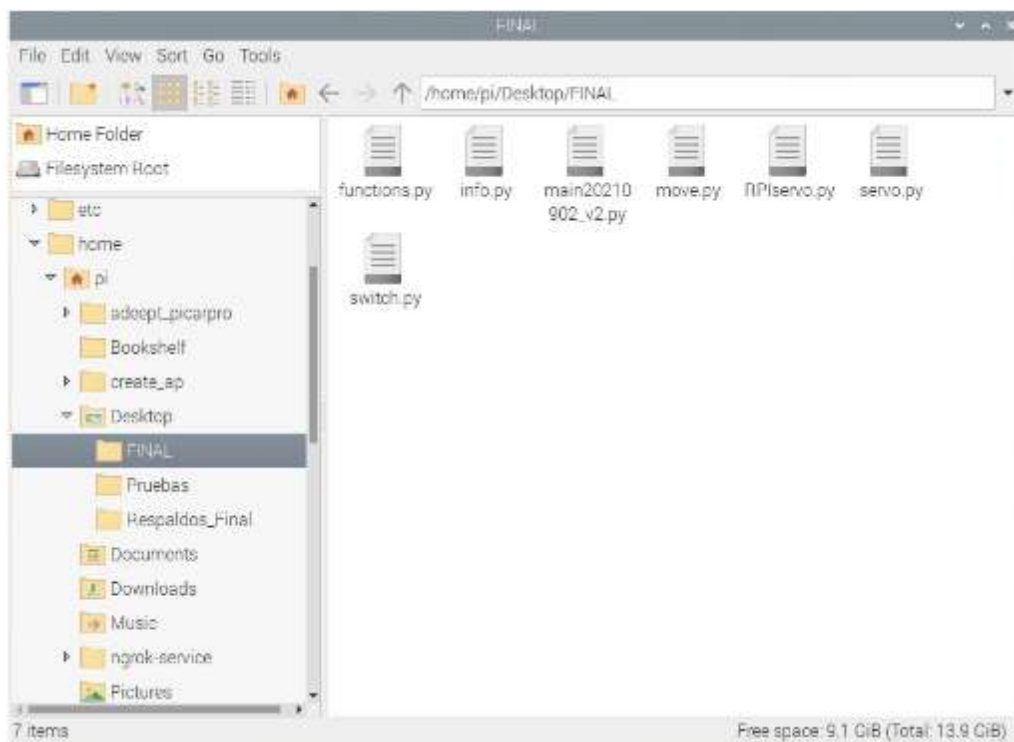 FINAL
File Edit View Sort Go Tools
/home/pi/Desktop/FINAL
Home Folder
Filesystem Root
etc
home
pi
adeept_picarpro
Bookshelf
create_ap
Desktop
FINAL
Pruebas
Respaldos_Final
Documents
Downloads
Music
ngrok-service
Pictures
functions.py info.py main20210 move.py RPIservo.py servo.py
902_v2.py
switch.py
7 items Free space: 9.1 GiB (Total: 13.9 GiB)